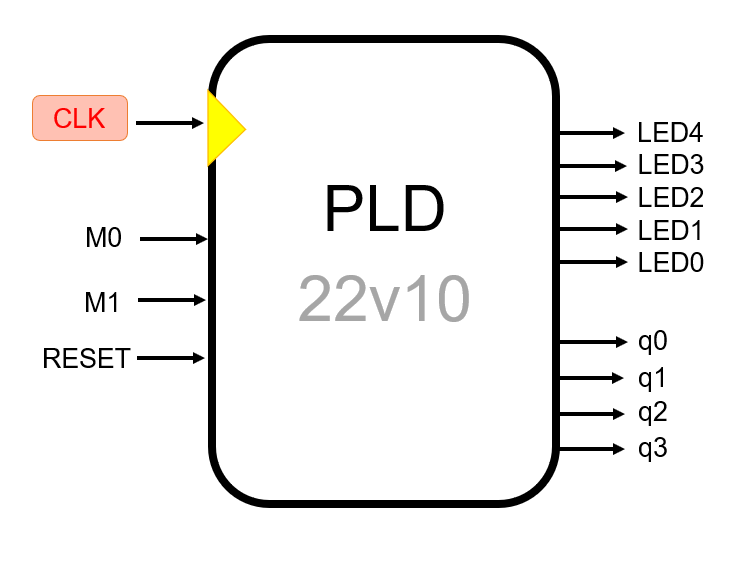 CLK
M0
M1
RESET
PLD
22v10
LED4
LED3
LED2
LED1
LED0
q0
q1
q2
q3